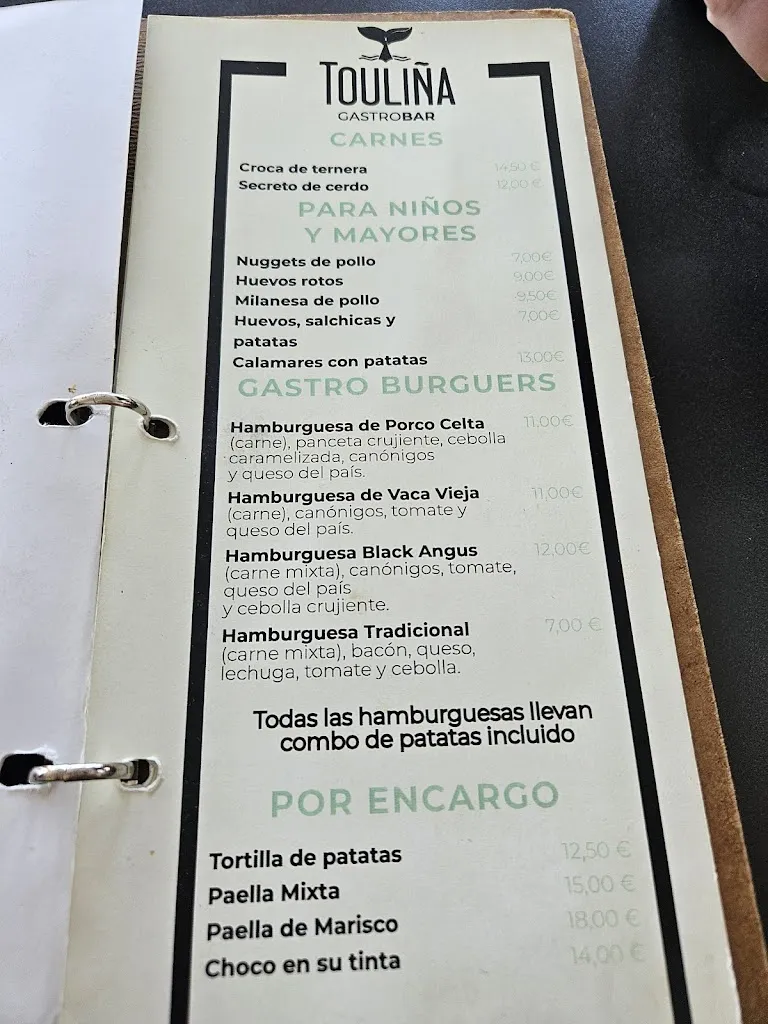 TOULIÑA
GASTROBAR
CARNES
Croca de ternera 14,50 €
Secreto de cerdo 12,00 €
PARA NIÑOS
Y MAYORES
Nuggets de pollo 7,00€
Huevos rotos 9,00€
Milanesa de pollo 9,50€
Huevos, salchicas y 7,00€
patatas
Calamares con patatas 13,00€
GASTRO BURGUERS
Hamburguesa de Porco Celta 11,00€
(carne), panceta crujiente, cebolla
caramelizada, canónigos
y queso del país.
Hamburguesa de Vaca Vieja 11,00€
(carne), canónigos, tomate y
queso del país.
Hamburguesa Black Angus 12,00€
(carne mixta), canónigos, tomate,
queso del país
y cebolla crujiente.
Hamburguesa Tradicional 7,00 €
(carne mixta), bacón, queso,
lechuga, tomate y cebolla.
Todas las hamburguesas llevan
combo de patatas incluido
POR ENCARGO
Tortilla de patatas 12,50 €
Paella Mixta 15,00 €
Paella de Marisco 18,00 €
Choco en su tinta 14,00 €